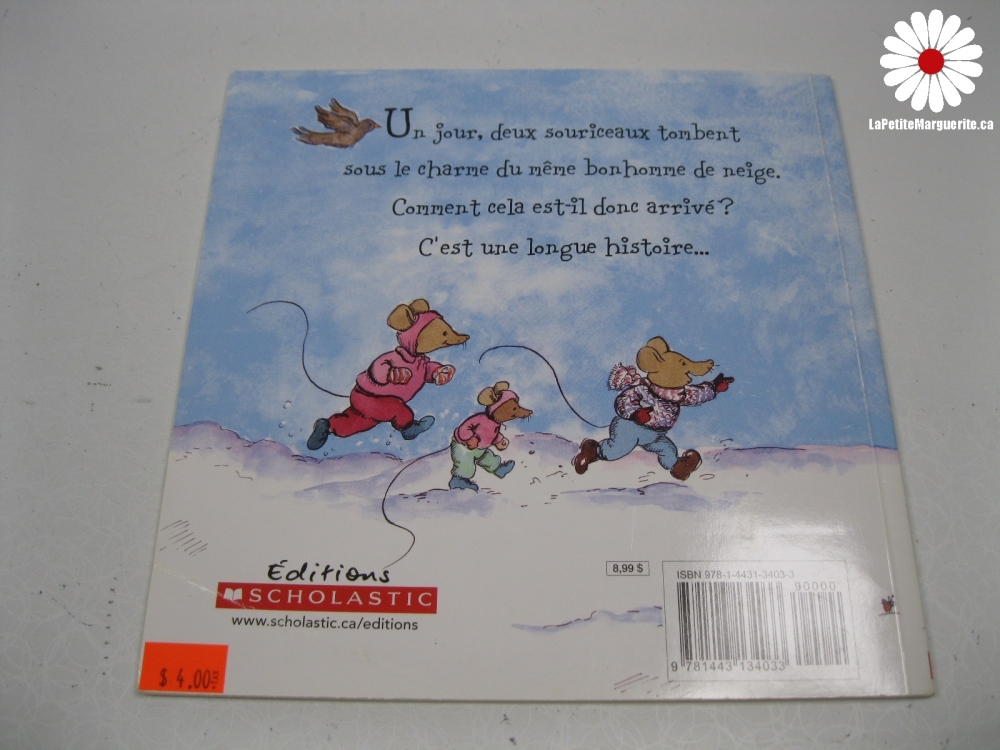 LaPetiteMarguerite.ca
Un jour, deux souriceaux tombent
sous le charme du même bonhomme de neige.
Comment cela est-il donc arrivé?
C'est une longue histoire...
Éditions
SCHOLASTIC
www.scholastic.ca/editions
8,99 $
ISBN 978-1-4431-3403-3
90000
9 781443 134033
$ 4.00